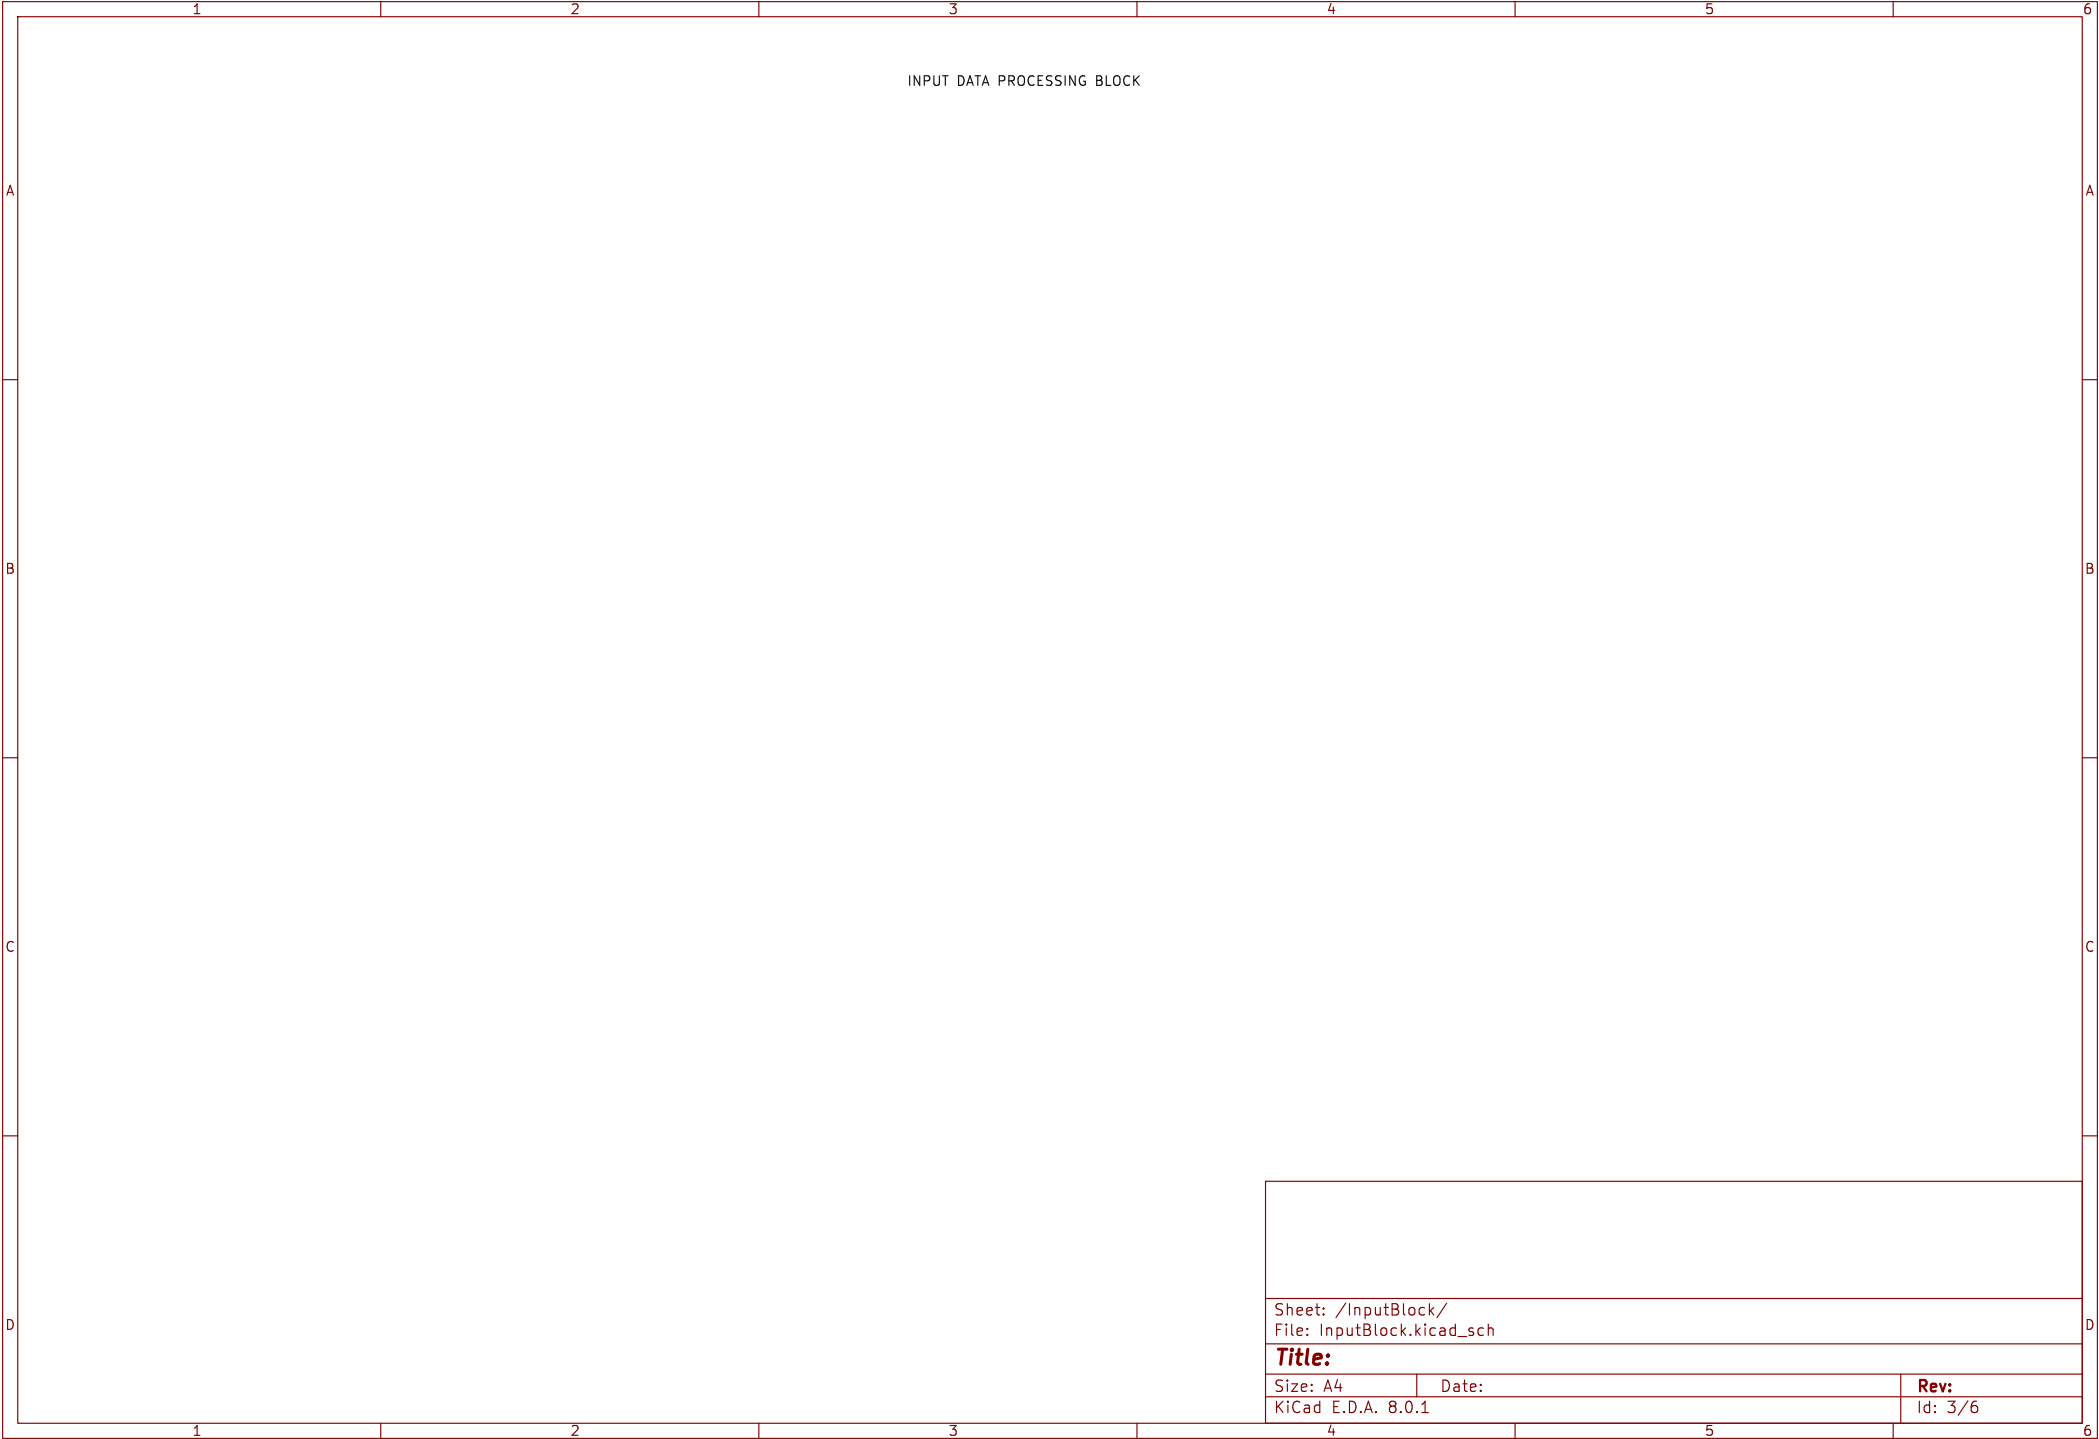 1 2 3 4 5 6
INPUT DATA PROCESSING BLOCK
A A
B B
C C
Sheet: /InputBlock/
File: InputBlock.kicad_sch
D D
Title:
Size: A4 Date: Rev:
KiCad E.D.A. 8.0.1 Id: 3/6
1 2 3 4 5 6